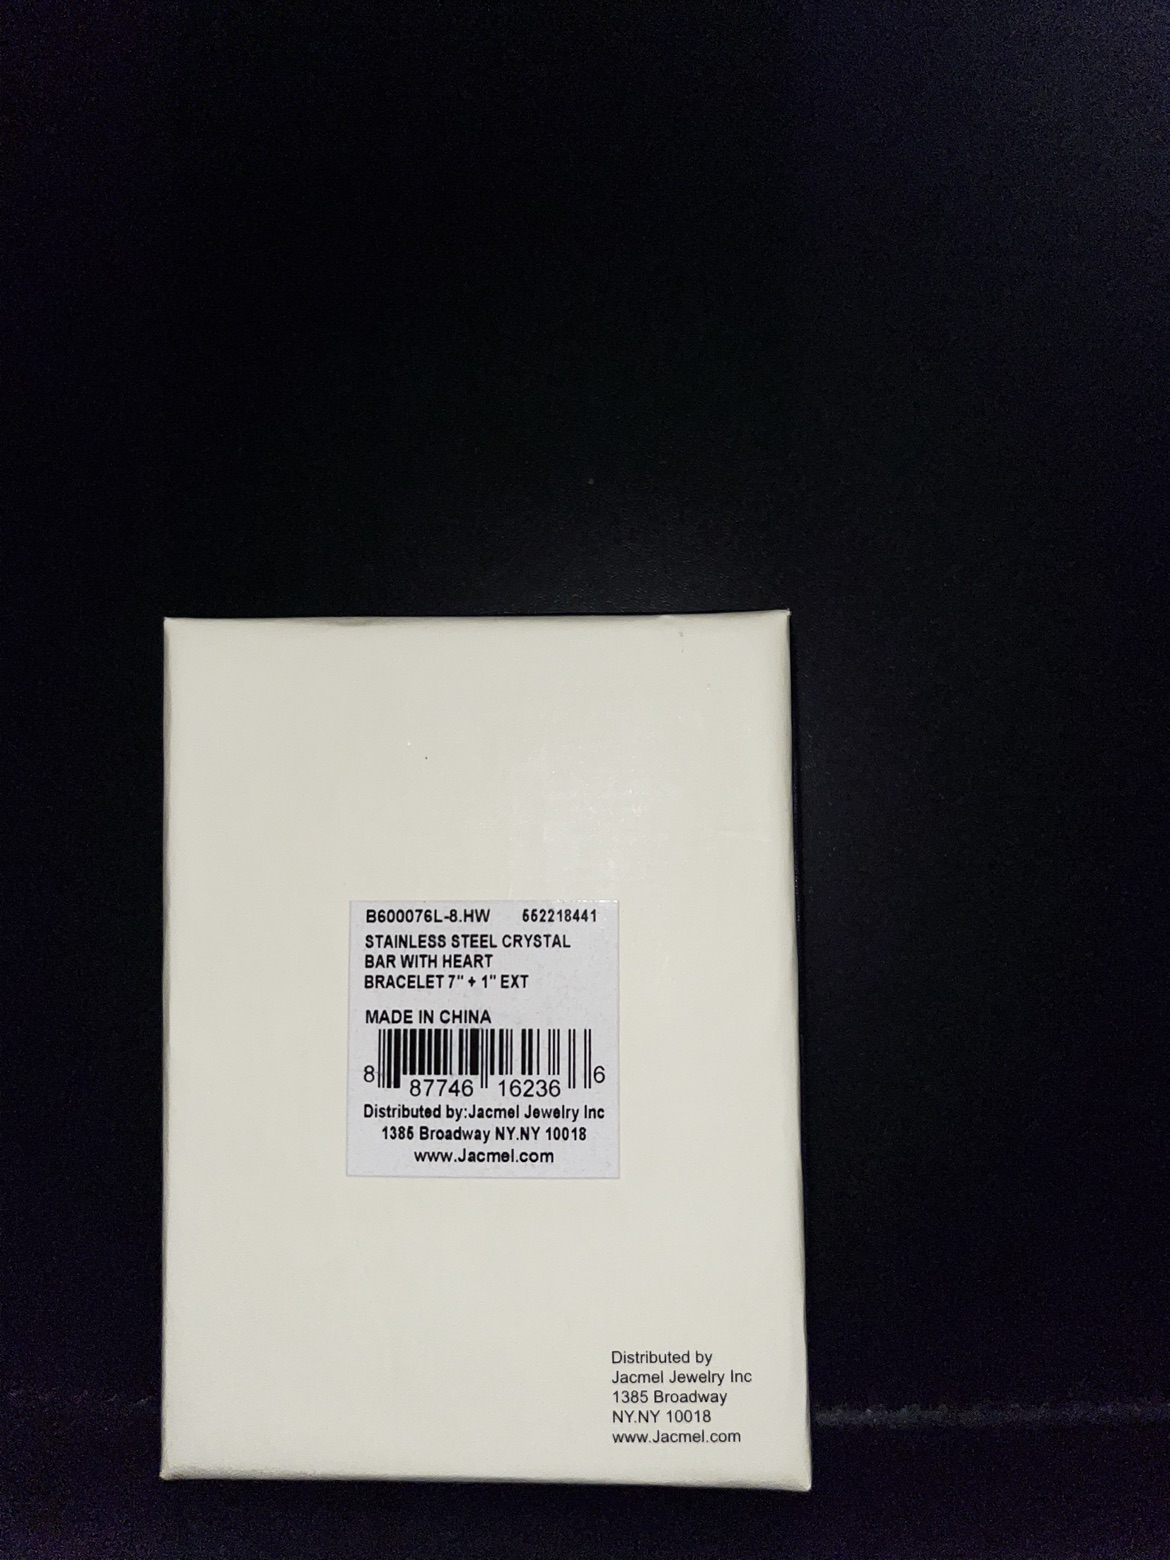 B600076L-8.HW 552218441
STAINLESS STEEL CRYSTAL
BAR WITH HEART
BRACELET 7" + 1" EXT
MADE IN CHINA
8 87746 16236 6
Distributed by:Jacmel Jewelry Inc
1385 Broadway NY.NY 10018
www.Jacmel.com
Distributed by
Jacmel Jewelry Inc
1385 Broadway
NY.NY 10018
www.Jacmel.com